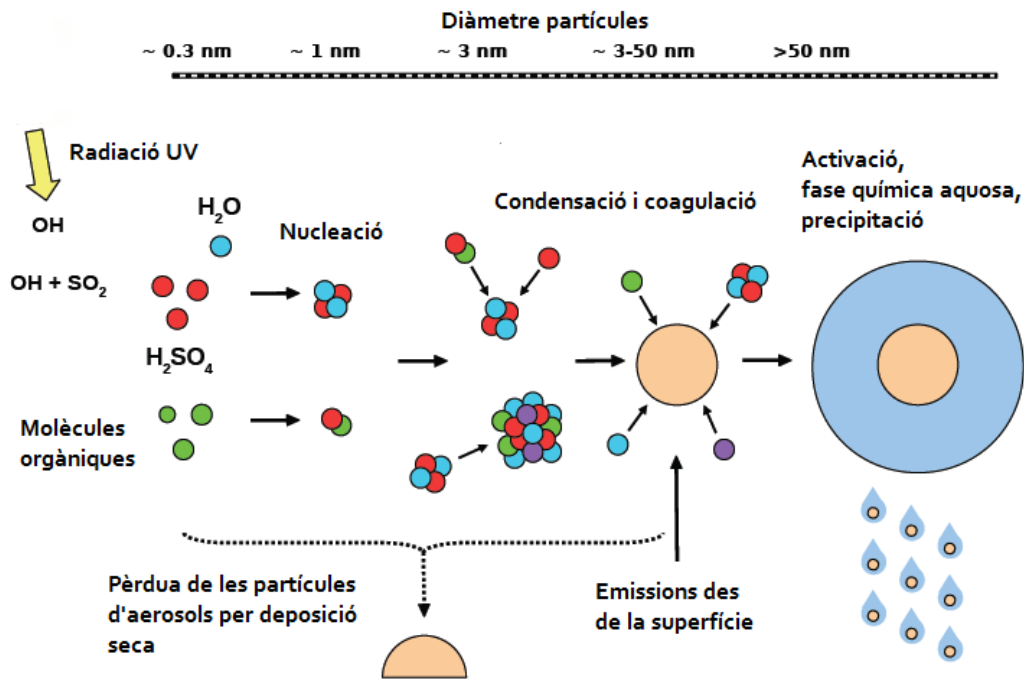 Diàmetre partícules
~ 0.3 nm ~ 1 nm ~ 3 nm ~ 3-50 nm >50 nm
Radiació UV
OH
OH + SO₂
H₂O
Nucleació
H₂SO₄
Molècules
orgàniques
Condensació i coagulació
Activació,
fase química aquosa,
precipitació
Pèrdua de les partícules
d'aerosols per deposició
seca
Emissions des
de la superfície